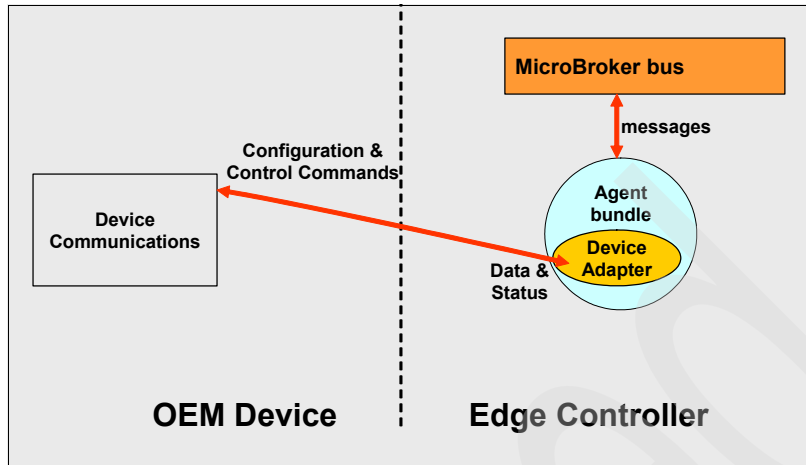 MicroBroker bus
messages
Configuration &
Control Commands
Agent
bundle
Device
Communications
Device
Adapter
Data &
Status
OEM Device
Edge Controller